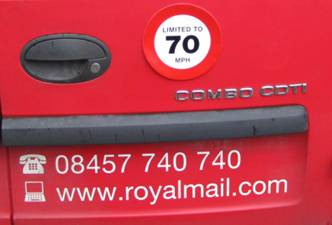 LIMITED TO
70
MPH
COMBO CDTI
08457 740 740
www.royalmail.com